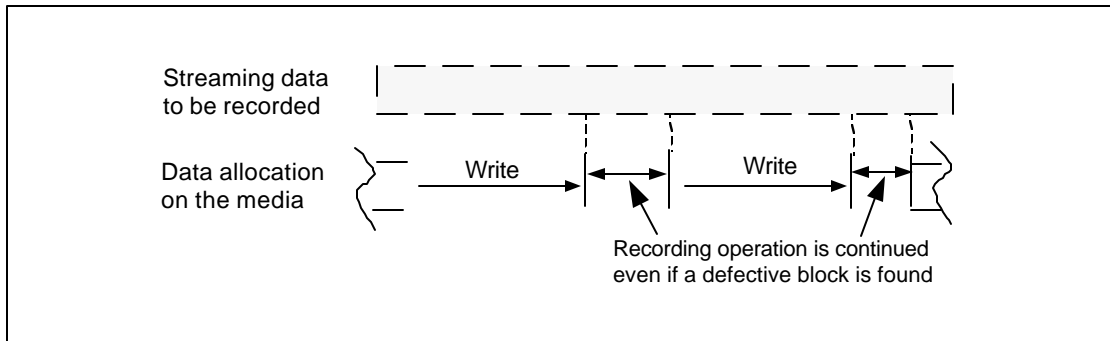 Streaming data
to be recorded
Data allocation
on the media
Write
Write
Recording operation is continued
even if a defective block is found